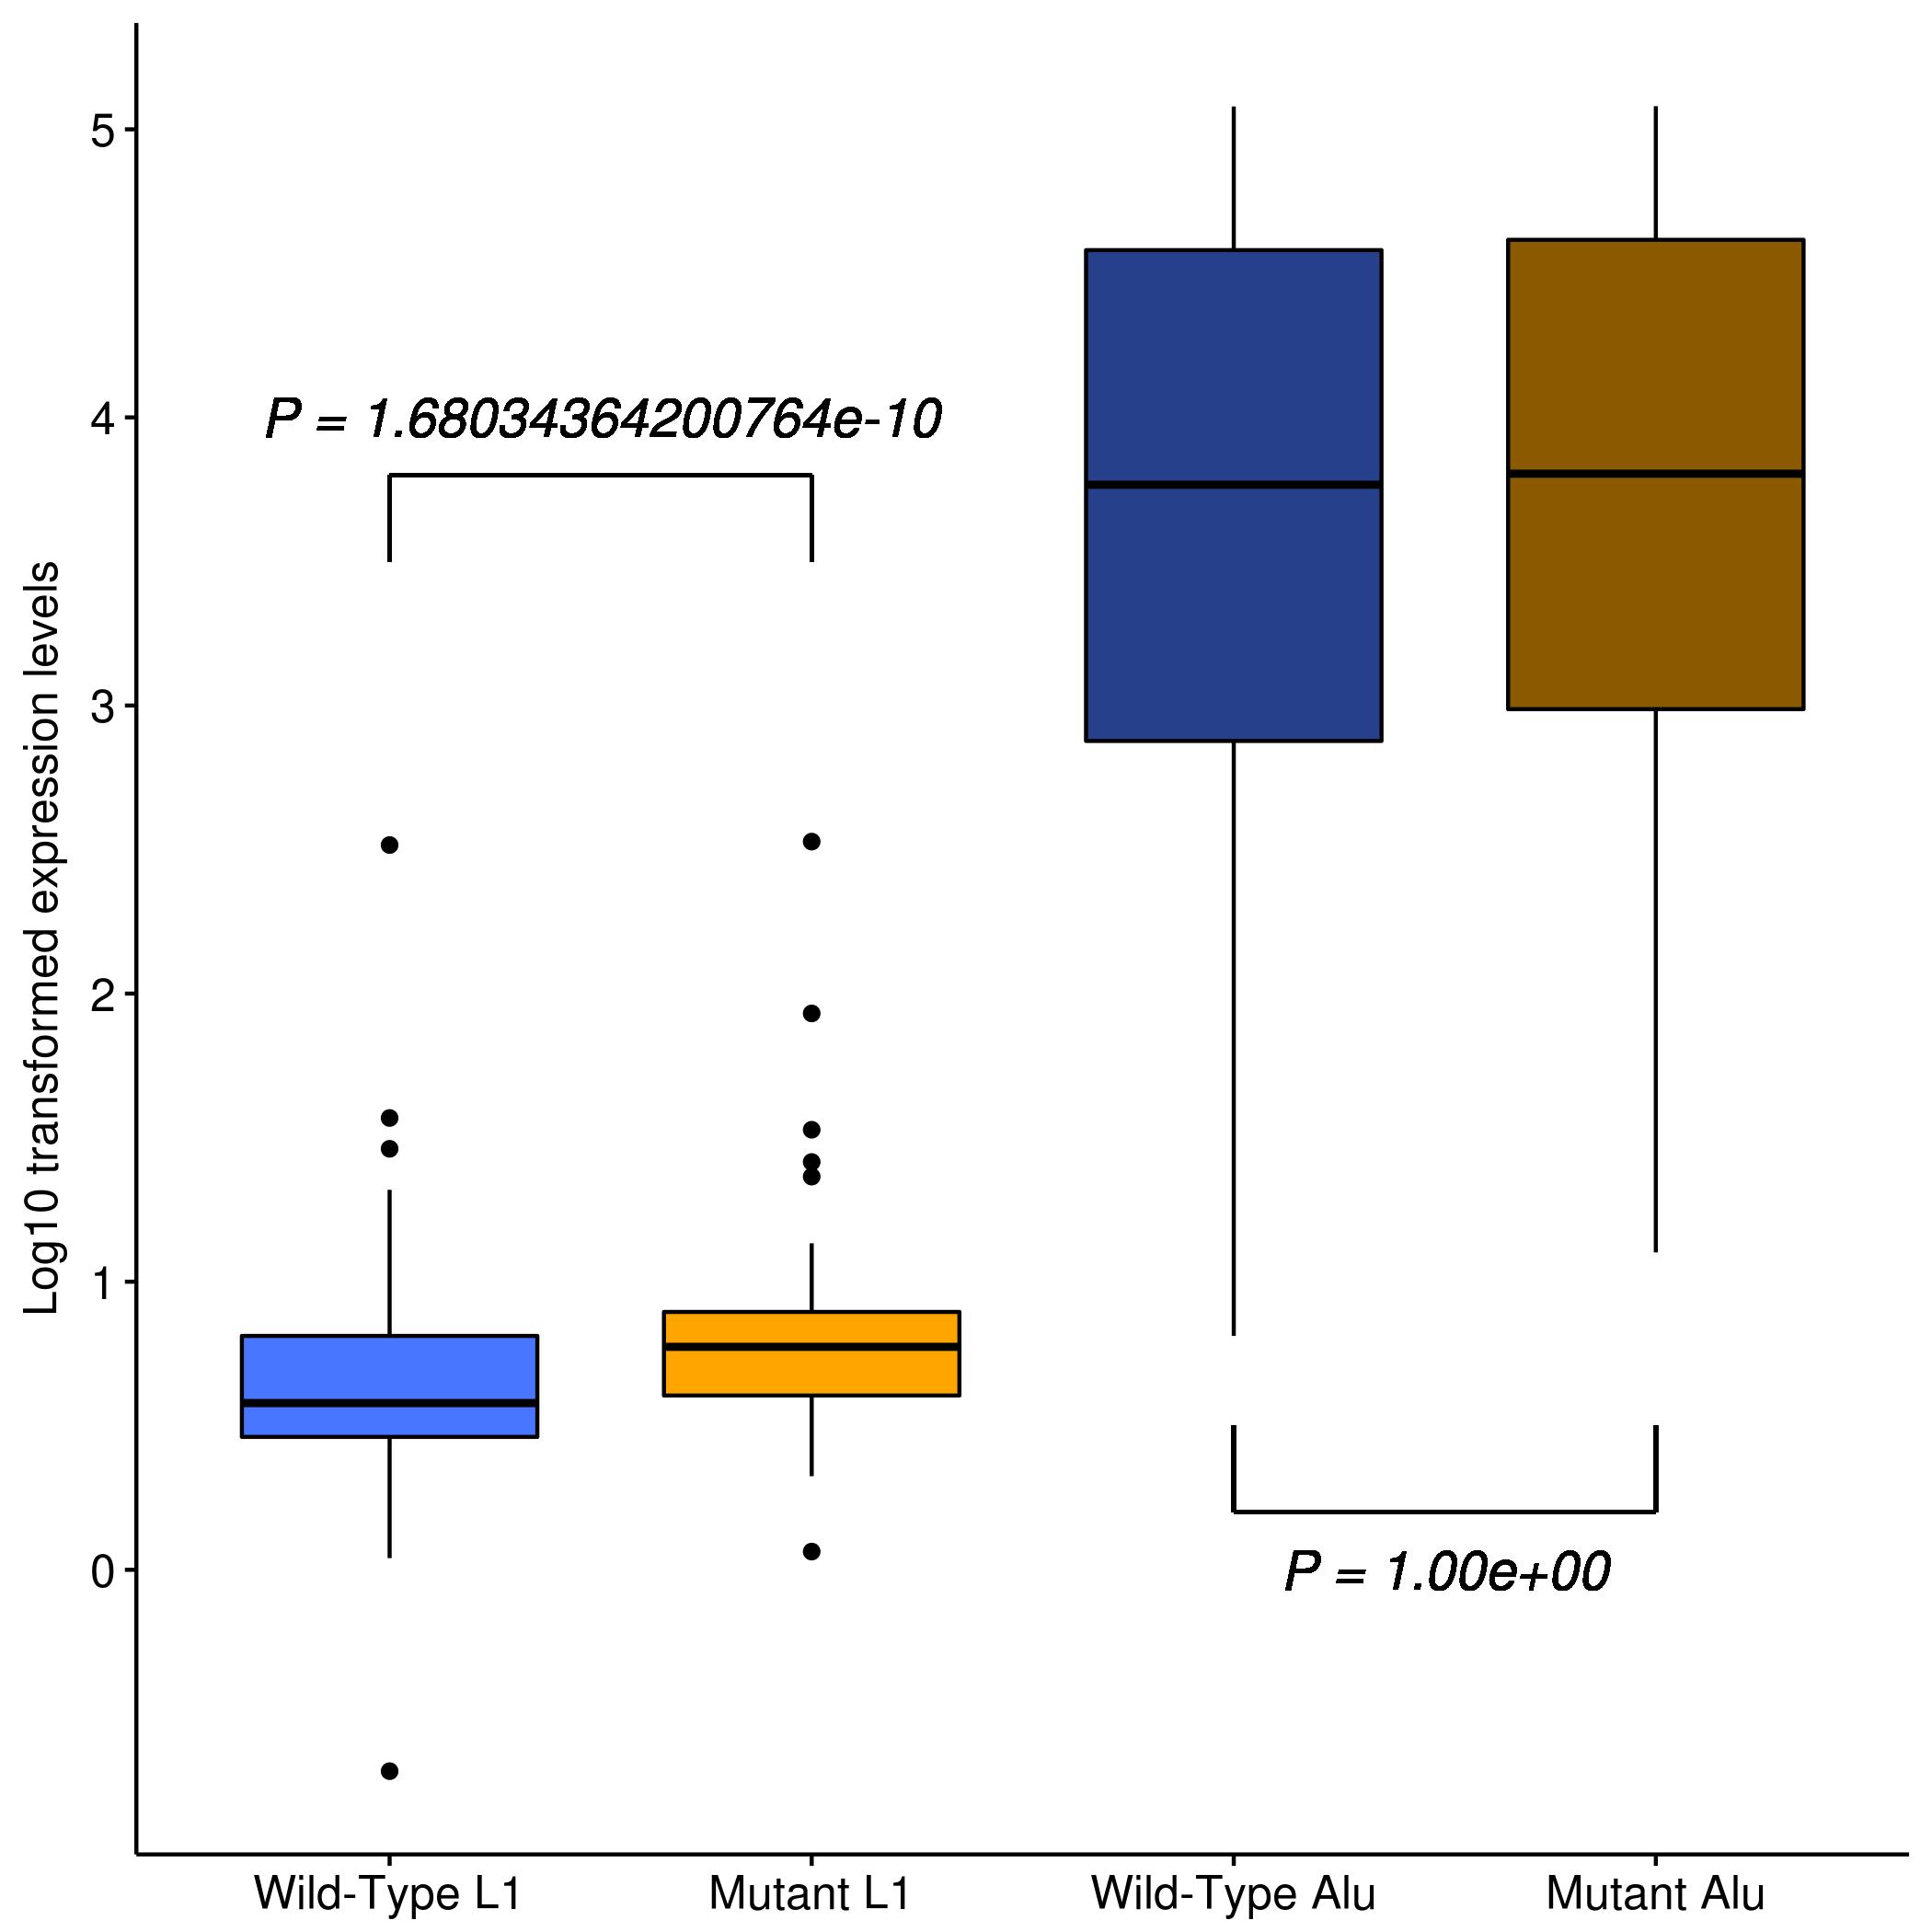 Log10 transformed expression levels
5
4
3
2
1
0
P = 1.68034364200764e-10
P = 1.00e+00
Wild-Type L1
Mutant L1
Wild-Type Alu
Mutant Alu